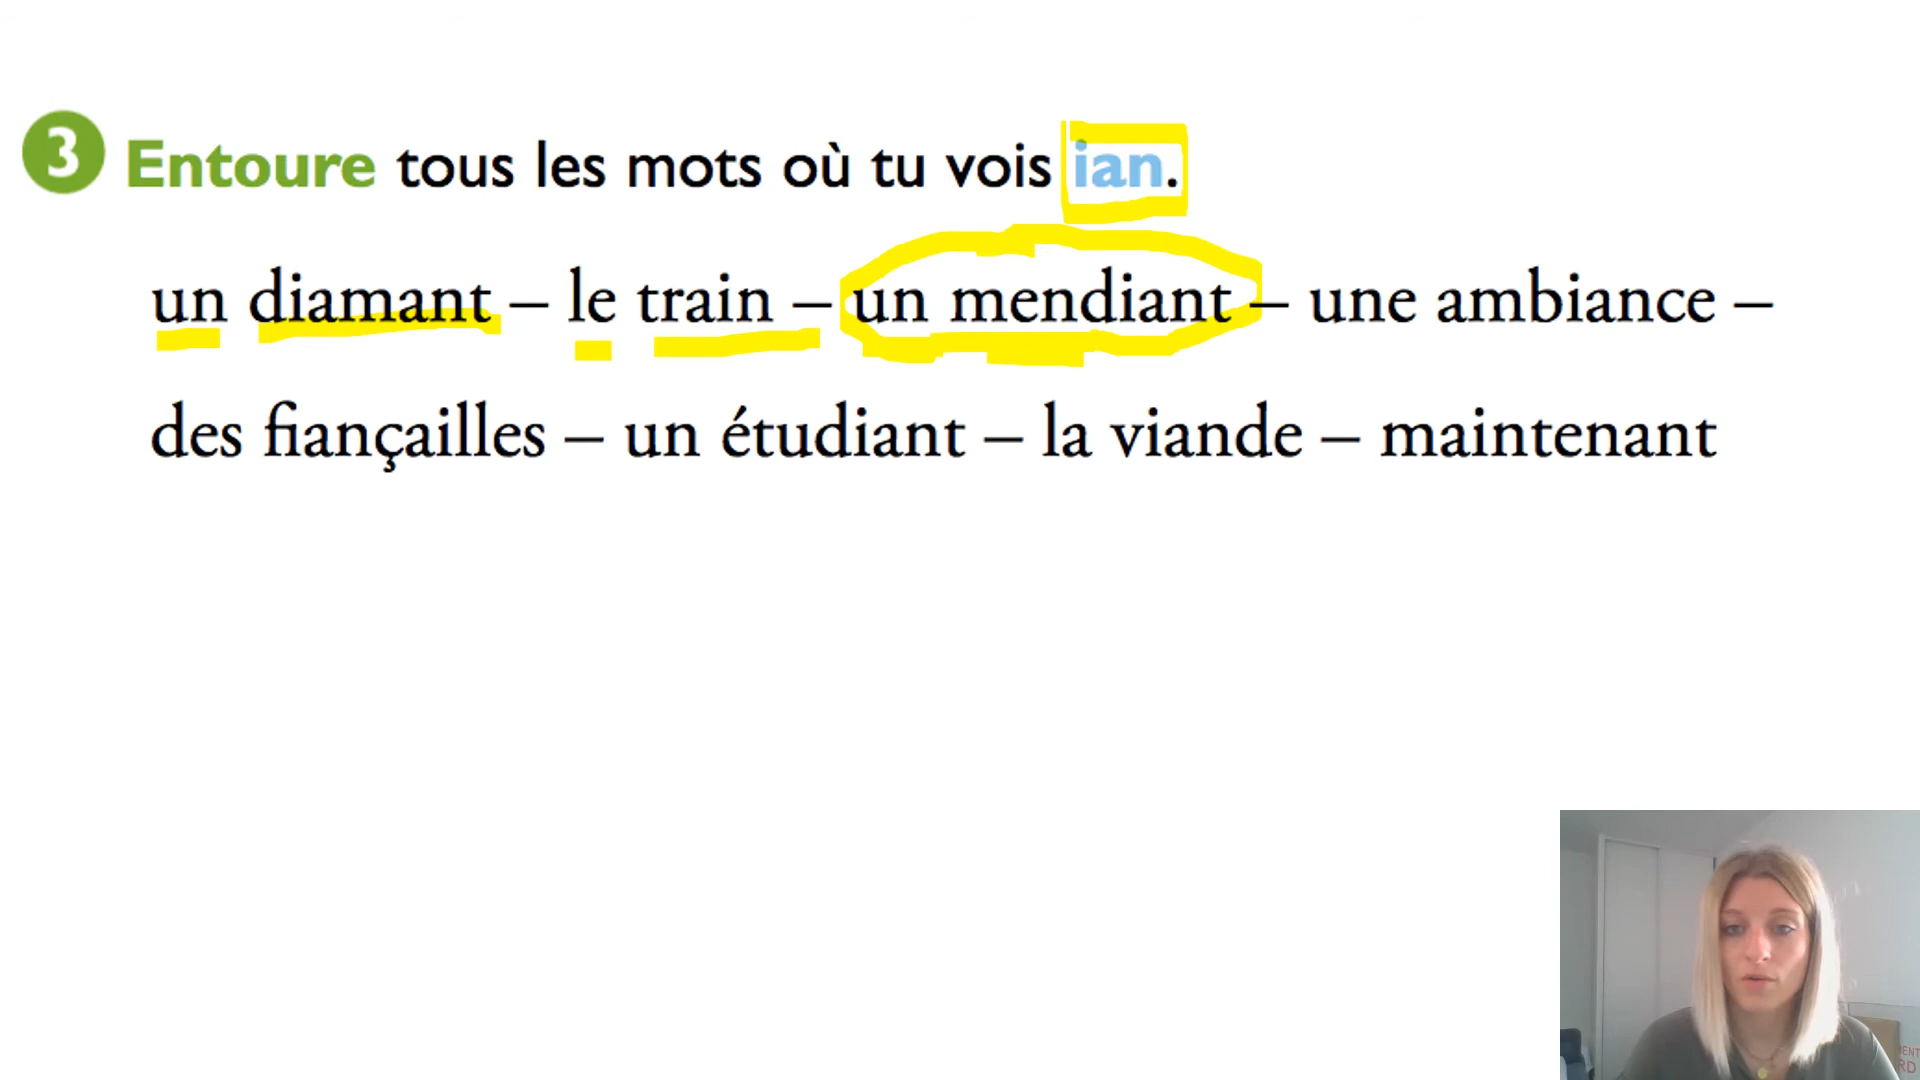 3 Entoure tous les mots où tu vois ian.
un diamant – le train – un mendiant – une ambiance –
des fiançailles – un étudiant – la viande – maintenant